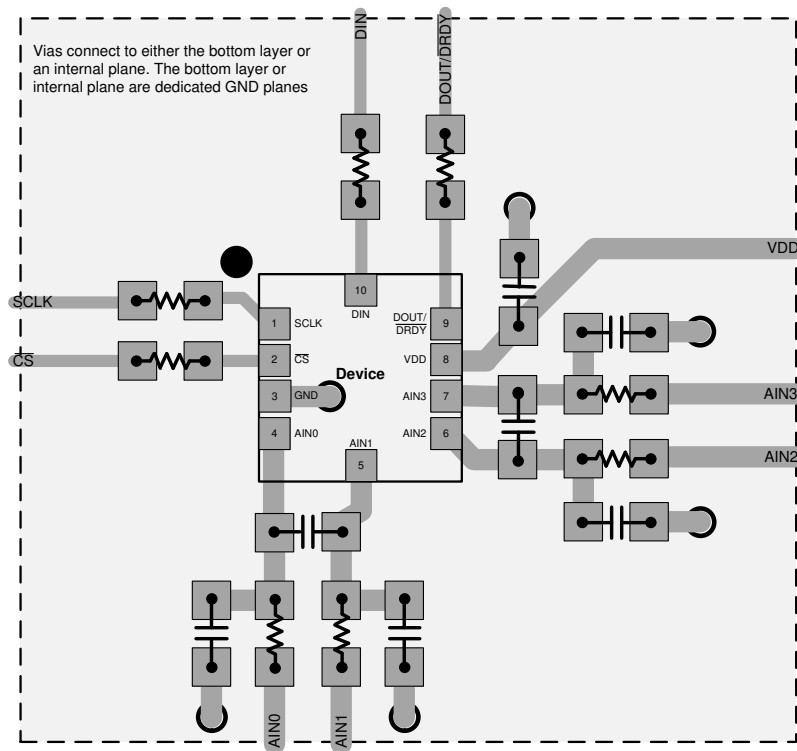 Vias connect to either the bottom layer or
an internal plane. The bottom layer or
internal plane are dedicated GND planes
DIN
DOUT/DRDY
VDD
SCLK
CS
10
DIN
1
SCLK
DOUT/
DRDY
9
2
CS
VDD
8
Device
3
GND
AIN3
7
AIN3
4
AIN0
AIN1
AIN2
6
5
AIN2
AIN0
AIN1